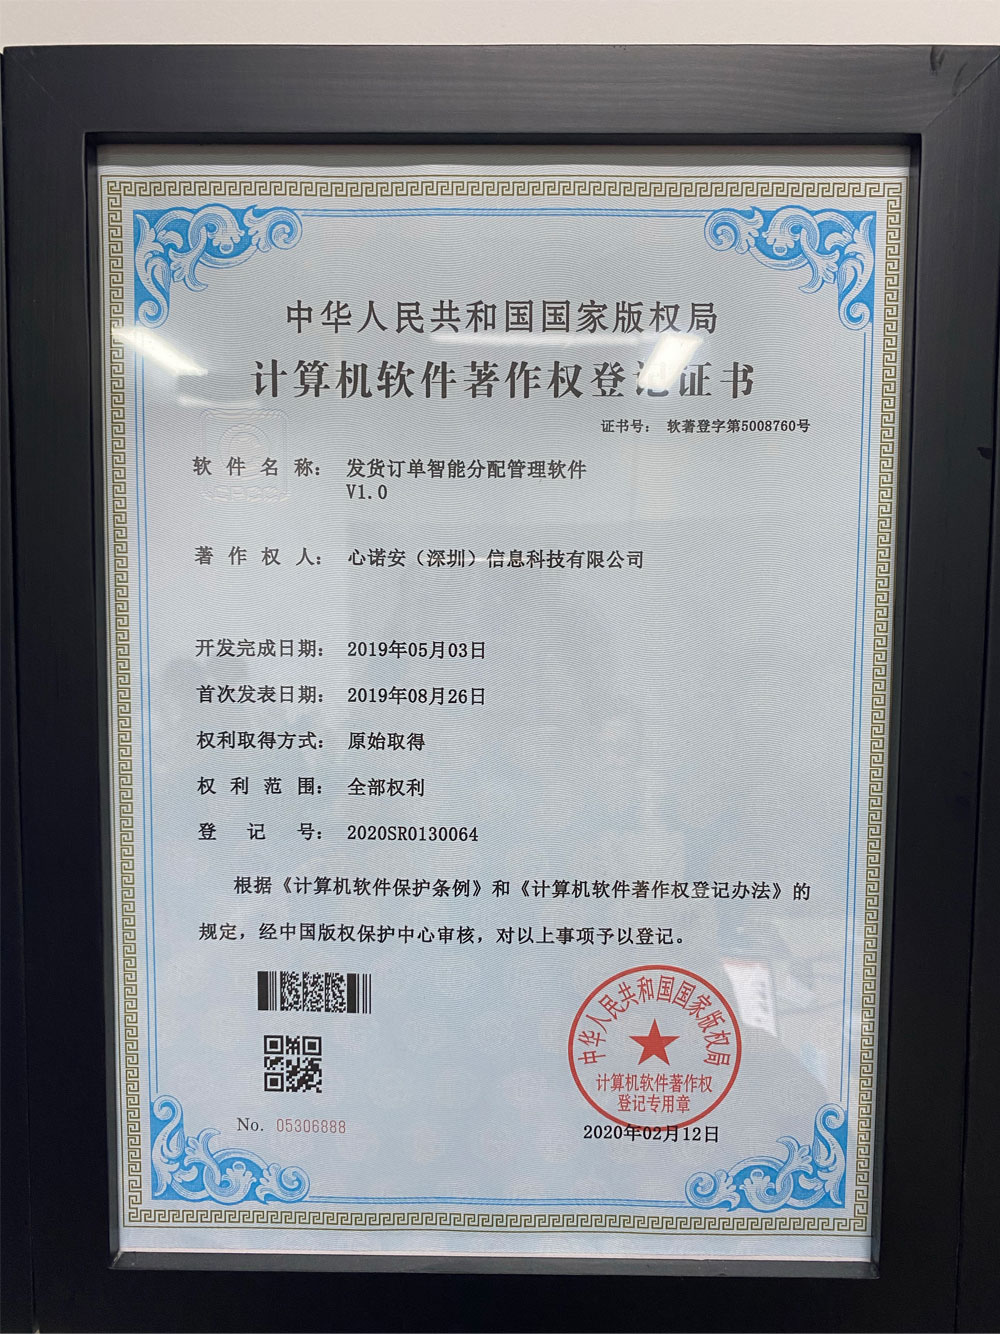 中华人民共和国国家版权局
计算机软件著作权登记证书
证书号： 软著登字第5008760号
CPCC
软件名称： 发货订单智能分配管理软件
V1.0
著作权人： 心诺安（深圳）信息科技有限公司
开发完成日期： 2019年05月03日
首次发表日期： 2019年08月26日
权利取得方式： 原始取得
权利范围： 全部权利
登记号： 2020SR0130064
根据《计算机软件保护条例》和《计算机软件著作权登记办法》的
规定，经中国版权保护中心审核，对以上事项予以登记。
中华人民共和国国家版权局
计算机软件著作权
登记专用章
No. 05306888
2020年02月12日